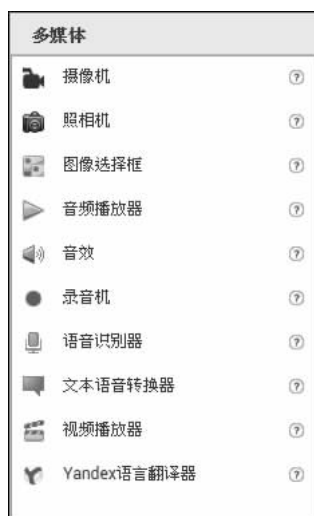 多媒体
摄像机 ?
照相机 ?
图像选择框 ?
音频播放器 ?
音效 ?
录音机 ?
语音识别器 ?
文本语音转换器 ?
视频播放器 ?
Yandex语言翻译器 ?